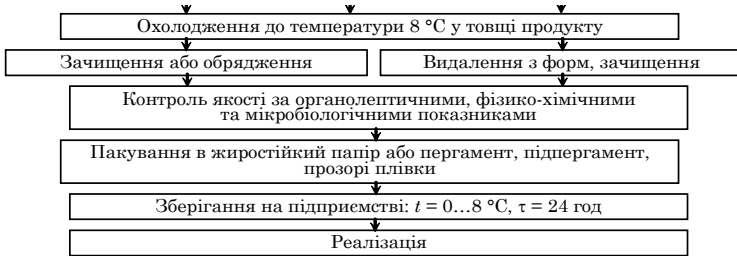 Охолодження до температури 8 °С у товщі продукту
Зачищення або обрядження
Видалення з форм, зачищення
Контроль якості за органолептичними, фізико-хімічними
та мікробіологічними показниками
Пакування в жиростійкий папір або пергамент, підпергамент,
прозорі плівки
Зберігання на підприємстві: t = 0...8 °С, τ = 24 год
Реалізація